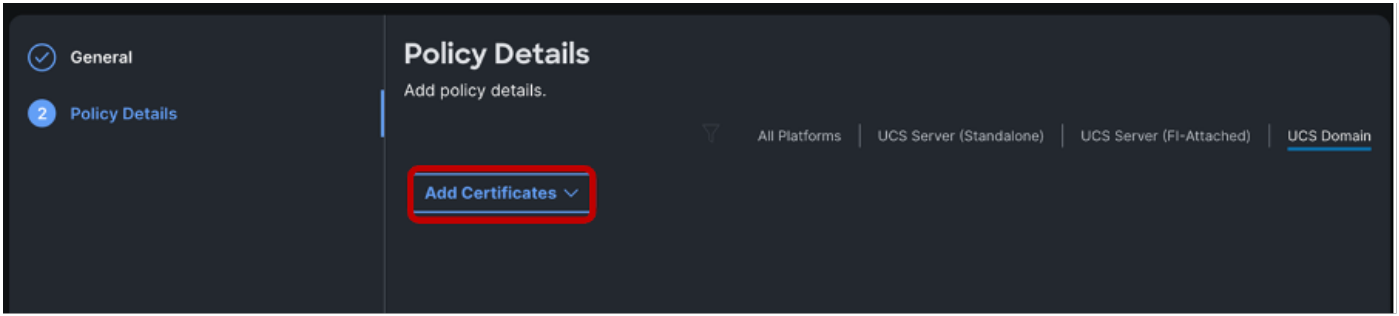 General
2 Policy Details
Policy Details
Add policy details.
All Platforms UCS Server (Standalone) UCS Server (FI-Attached) UCS Domain
Add Certificates